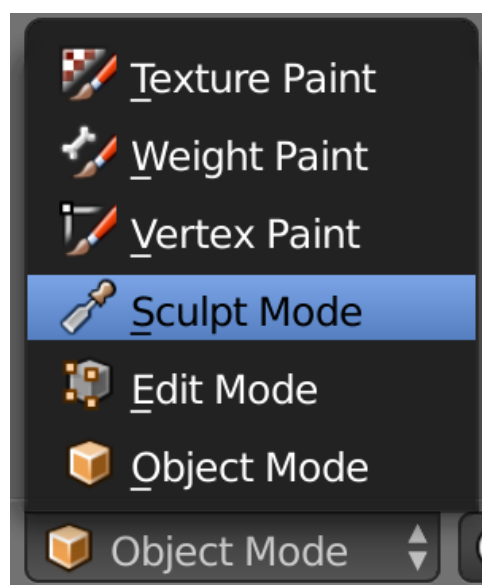 Texture Paint
Weight Paint
Vertex Paint
Sculpt Mode
Edit Mode
Object Mode
Object Mode